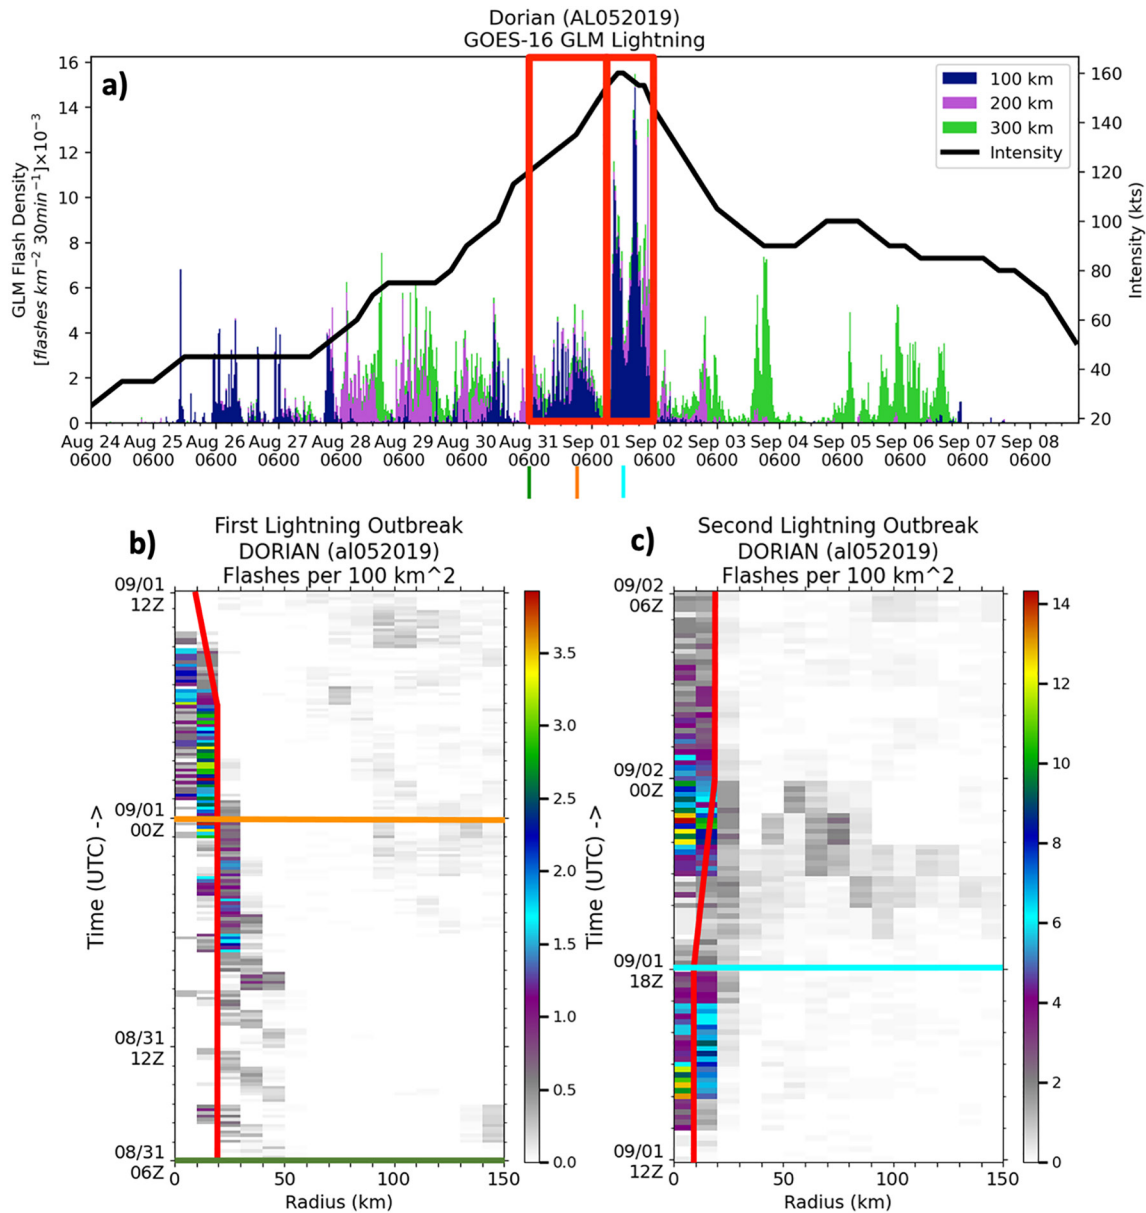 Dorian (AL052019)
GOES-16 GLM Lightning
a)
16
14
12
10
8
6
4
2
0
GLM Flash Density
[flashes km⁻² 30min⁻¹]×10⁻³
100 km
200 km
300 km
Intensity
160
140
120
100
80
60
40
20
Intensity (kts)
Aug 24 Aug 25 Aug 26 Aug 27 Aug 28 Aug 29 Aug 30 Aug 31 Sep 01 Sep 02 Sep 03 Sep 04 Sep 05 Sep 06 Sep 07 Sep 08
0600 0600 0600 0600 0600 0600 0600 0600 0600 0600 0600 0600 0600 0600 0600 0600
b)
First Lightning Outbreak
DORIAN (al052019)
Flashes per 100 km^2
09/01
12Z
09/01
00Z
08/31
12Z
08/31
06Z
Time (UTC) ->
0 50 100 150
Radius (km)
3.5
3.0
2.5
2.0
1.5
1.0
0.5
0.0
c)
Second Lightning Outbreak
DORIAN (al052019)
Flashes per 100 km^2
09/02
06Z
09/02
00Z
09/01
18Z
09/01
12Z
Time (UTC) ->
0 50 100 150
Radius (km)
14
12
10
8
6
4
2
0